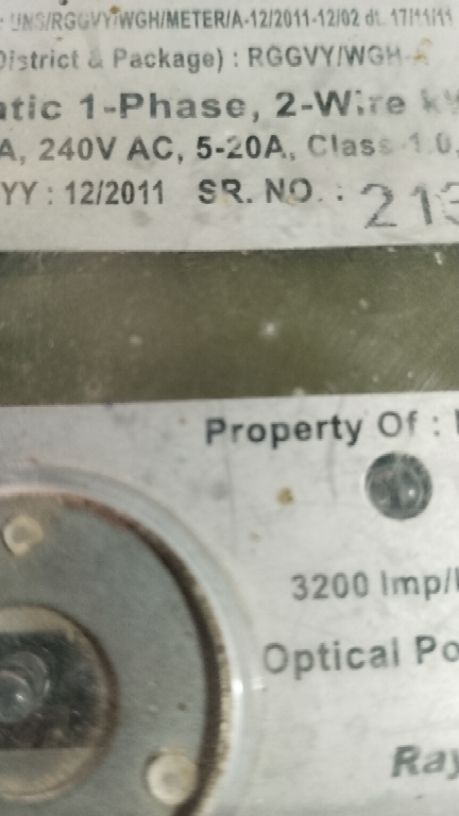 : UNS/RGGVY/WGH/METER/A-12/2011-12/02 dt. 17/11/11
District & Package) : RGGVY/WGH-A
atic 1-Phase, 2-Wire k
A, 240V AC, 5-20A, Class 1.0,
YY : 12/2011 SR. NO. : 213
Property Of :
3200 Imp/
Optical Po
Ray